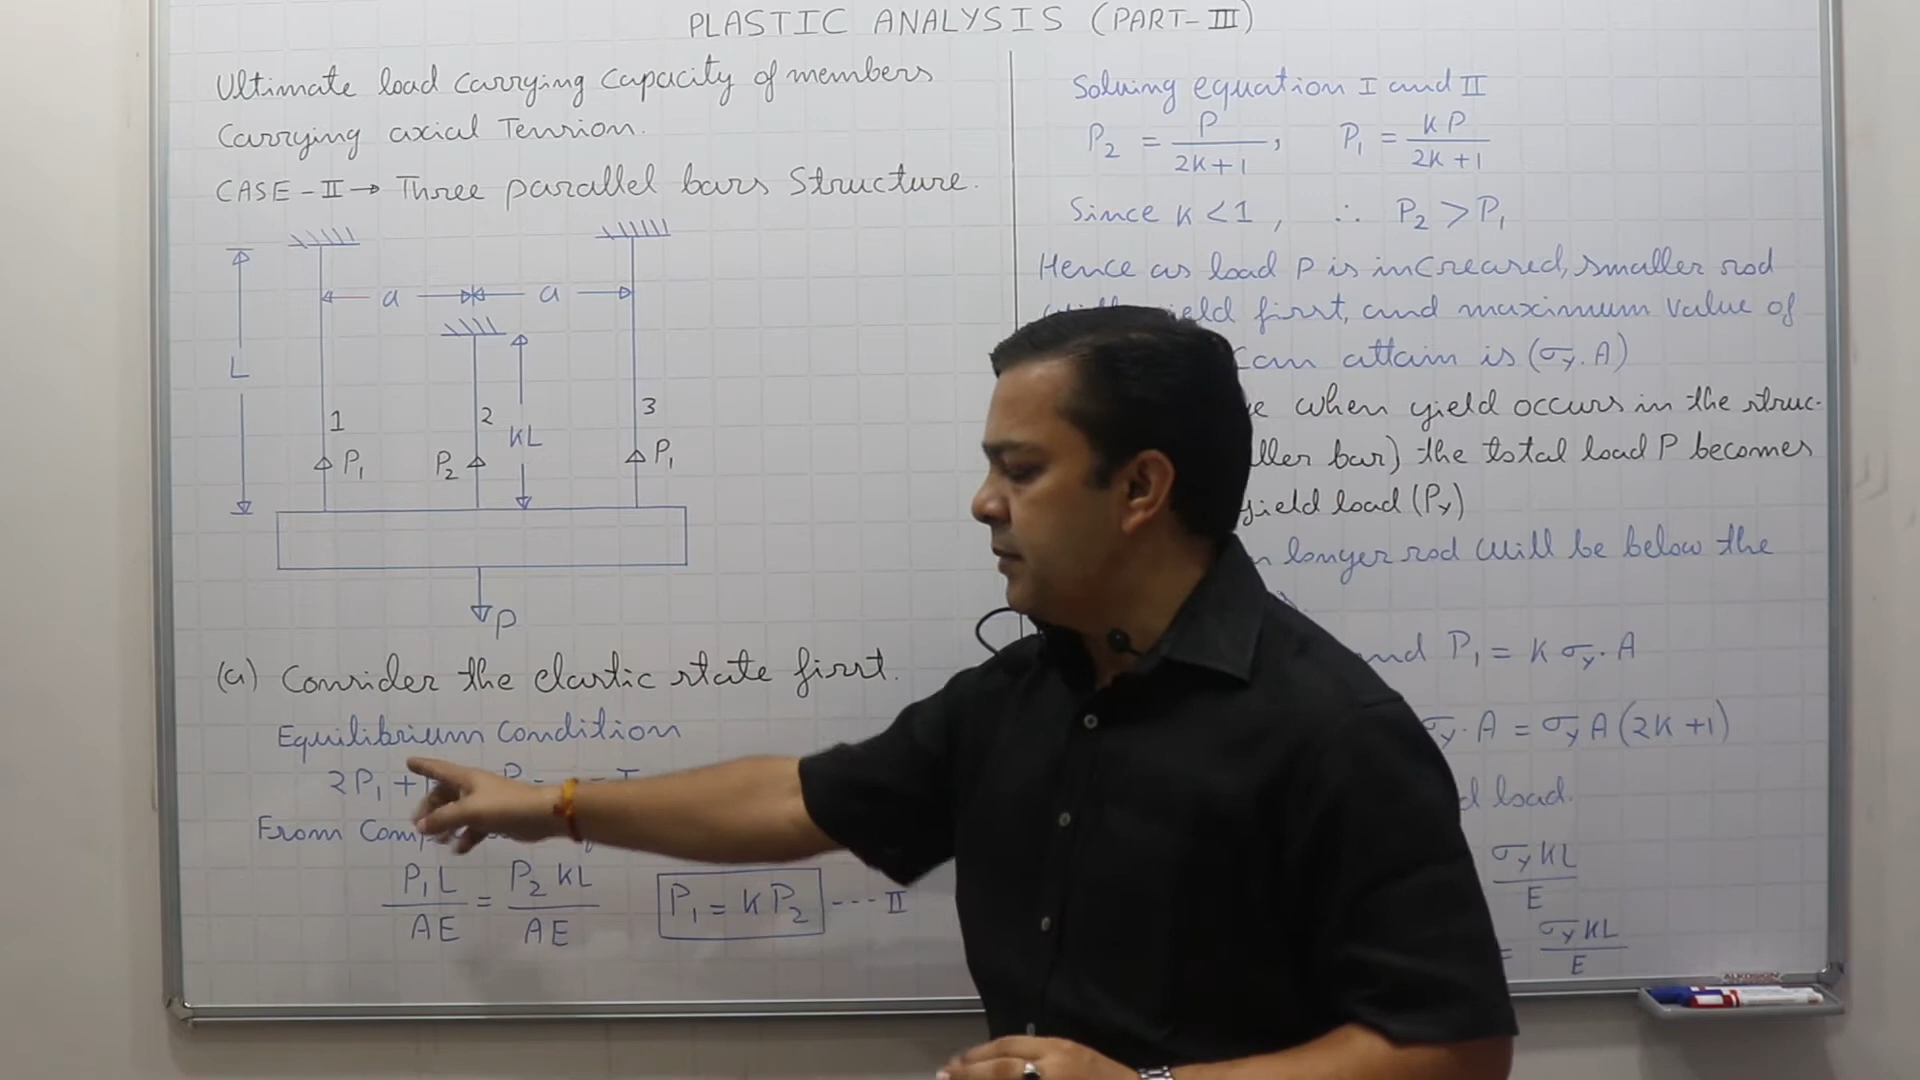 PLASTIC ANALYSIS (PART-III)
Ultimate load carrying capacity of members
carrying axial Tension.
CASE-II → Three parallel bars Structure.
a a
L
1 2 3
KL
P₁ P₂ P₁
P
(a) Consider the elastic state first.
Equilibrium Condition
2P₁ +
From
P₁L/AE = P₂ KL/AE P₁ = K P₂ --- II
Solving equation I and II
P₂ = P/(2K+1), P₁ = KP/(2K+1)
Since K < 1, ∴ P₂ > P₁
Hence as load P is increased, smaller rod
first, and maximum value of
can attain is (σy. A)
when yield occurs in the struc-
bar) the total load P becomes
yield load (Py)
longer rod will be below the
and P₁ = K σy. A
σy. A = σy A (2K+1)
load.
σy KL/E
= σy KL/E